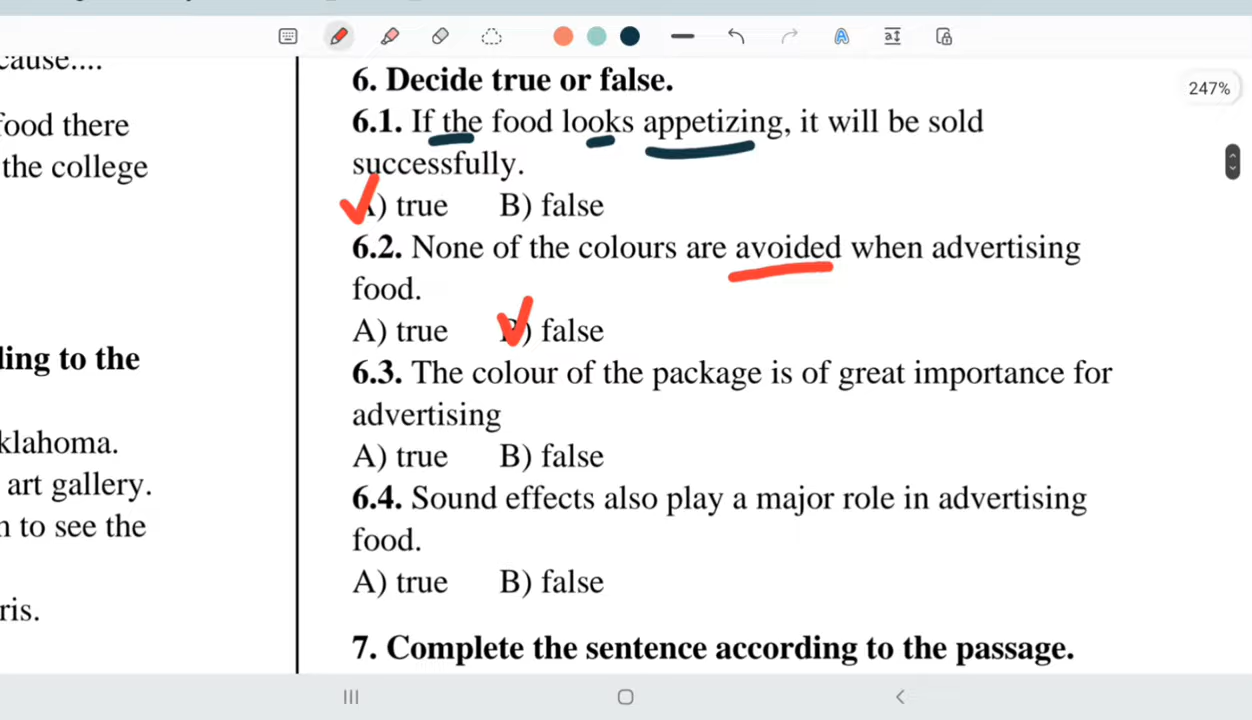 cause....
food there
the college
ding to the
klahoma.
art gallery.
n to see the
ris.
6. Decide true or false.
6.1. If the food looks appetizing, it will be sold
successfully.
A) true B) false
6.2. None of the colours are avoided when advertising
food.
A) true B) false
6.3. The colour of the package is of great importance for
advertising
A) true B) false
6.4. Sound effects also play a major role in advertising
food.
A) true B) false
7. Complete the sentence according to the passage.
247%